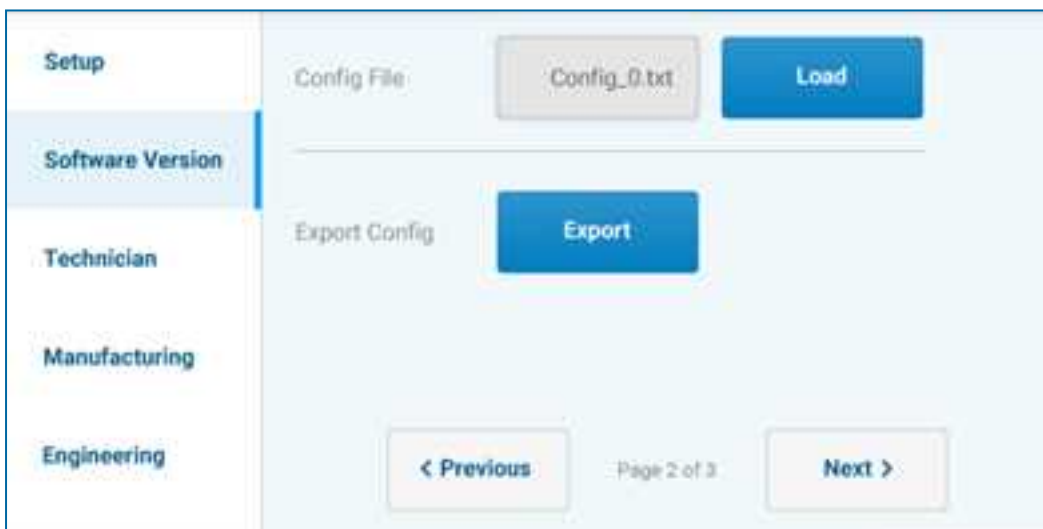 Setup
Software Version
Technician
Manufacturing
Engineering
Config File
Config_0.txt
Load
Export Config
Export
< Previous
Page 2 of 3
Next >